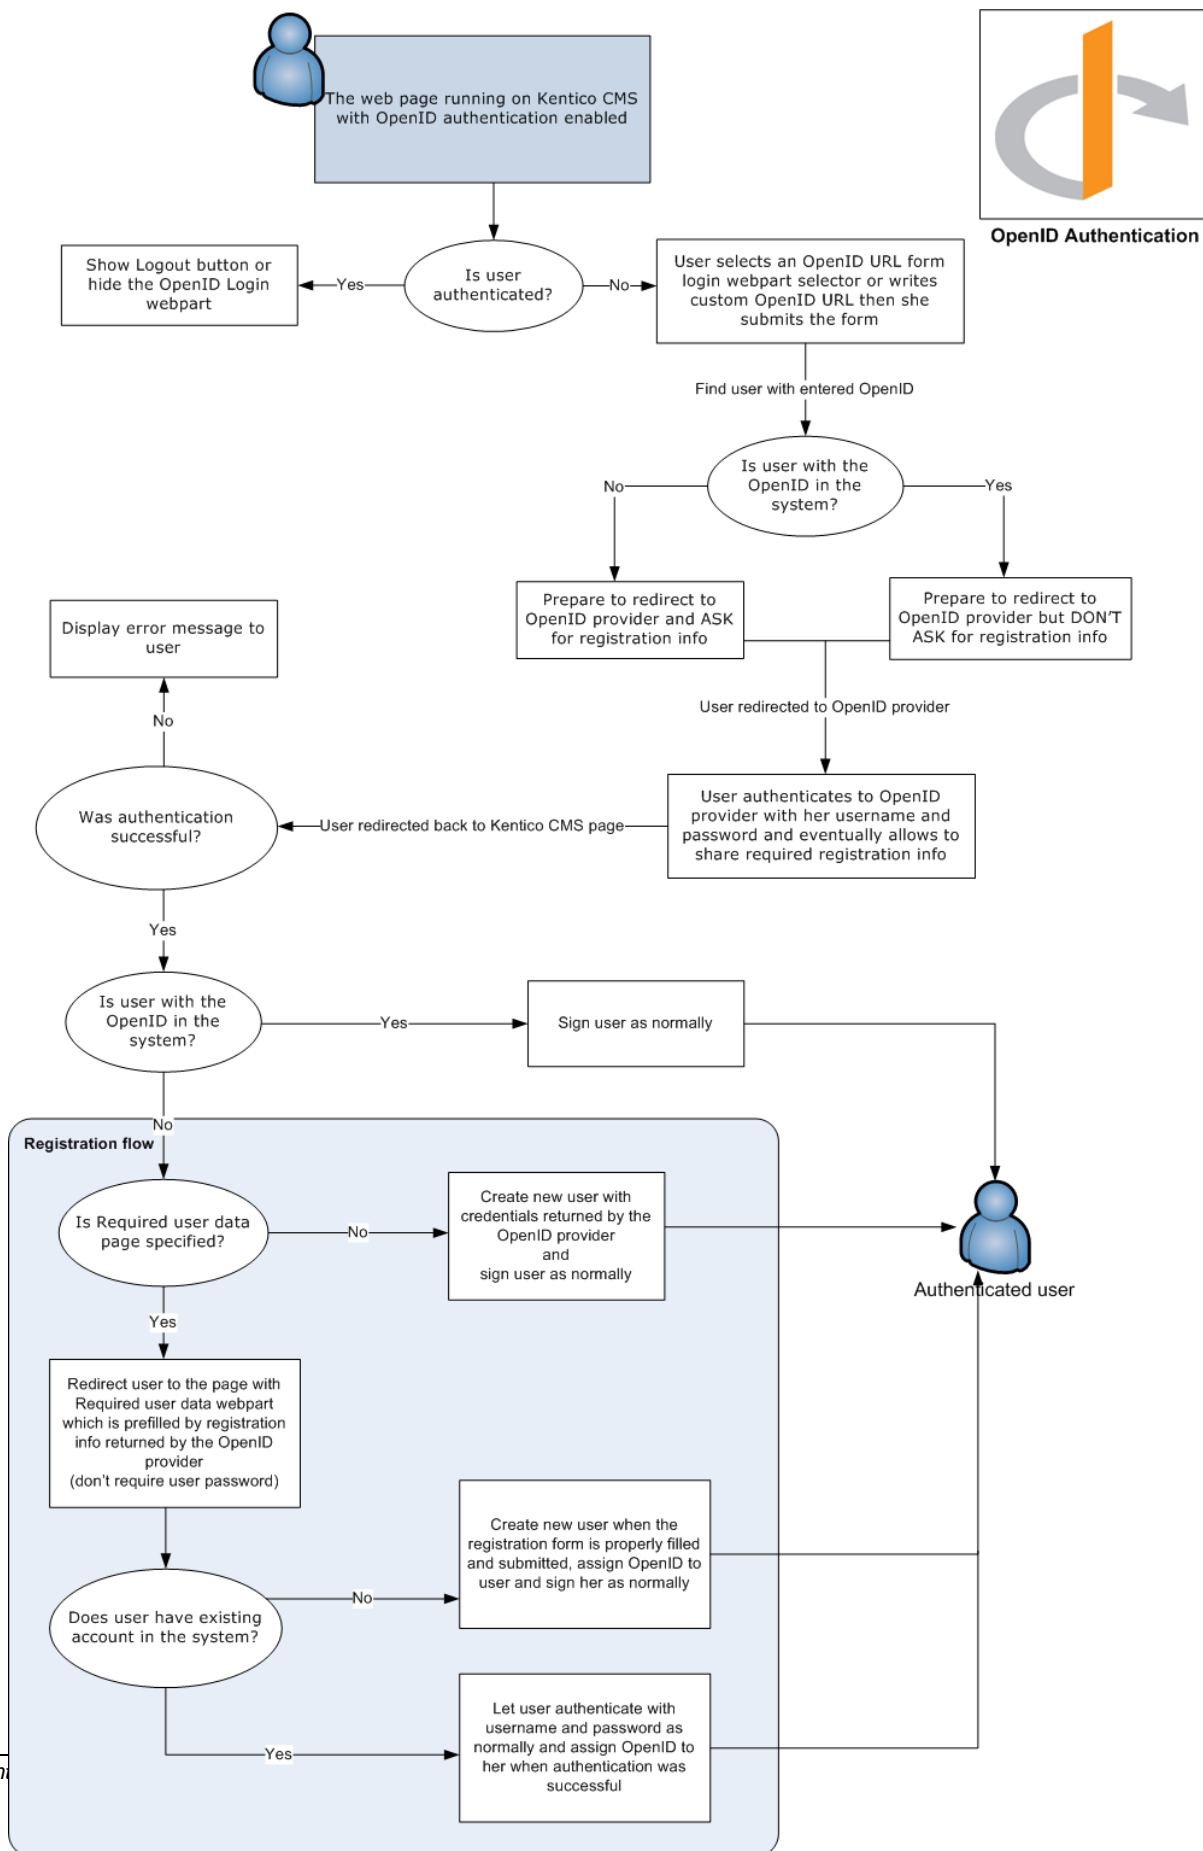 The web page running on Kentico CMS
with OpenID authentication enabled
OpenID Authentication
Show Logout button or
hide the OpenID Login
webpart
Yes
Is user
authenticated?
No
User selects an OpenID URL form
login webpart selector or writes
custom OpenID URL then she
submits the form
Find user with entered OpenID
Is user with the
OpenID in the
system?
No
Yes
Prepare to redirect to
OpenID provider and ASK
for registration info
Prepare to redirect to
OpenID provider but DON'T
ASK for registration info
Display error message to
user
User redirected to OpenID provider
No
Was authentication
successful?
User redirected back to Kentico CMS page
User authenticates to OpenID
provider with her username and
password and eventually allows to
share required registration info
Yes
Is user with the
OpenID in the
system?
Yes
Sign user as normally
No
Registration flow
Is Required user data
page specified?
No
Create new user with
credentials returned by the
OpenID provider
and
sign user as normally
Authenticated user
Yes
Redirect user to the page with
Required user data webpart
which is prefilled by registration
info returned by the OpenID
provider
(don't require user password)
Create new user when the
registration form is properly filled
and submitted, assign OpenID to
user and sign her as normally
No
Does user have existing
account in the system?
Let user authenticate with
username and password as
normally and assign OpenID to
her when authentication was
successful
Yes